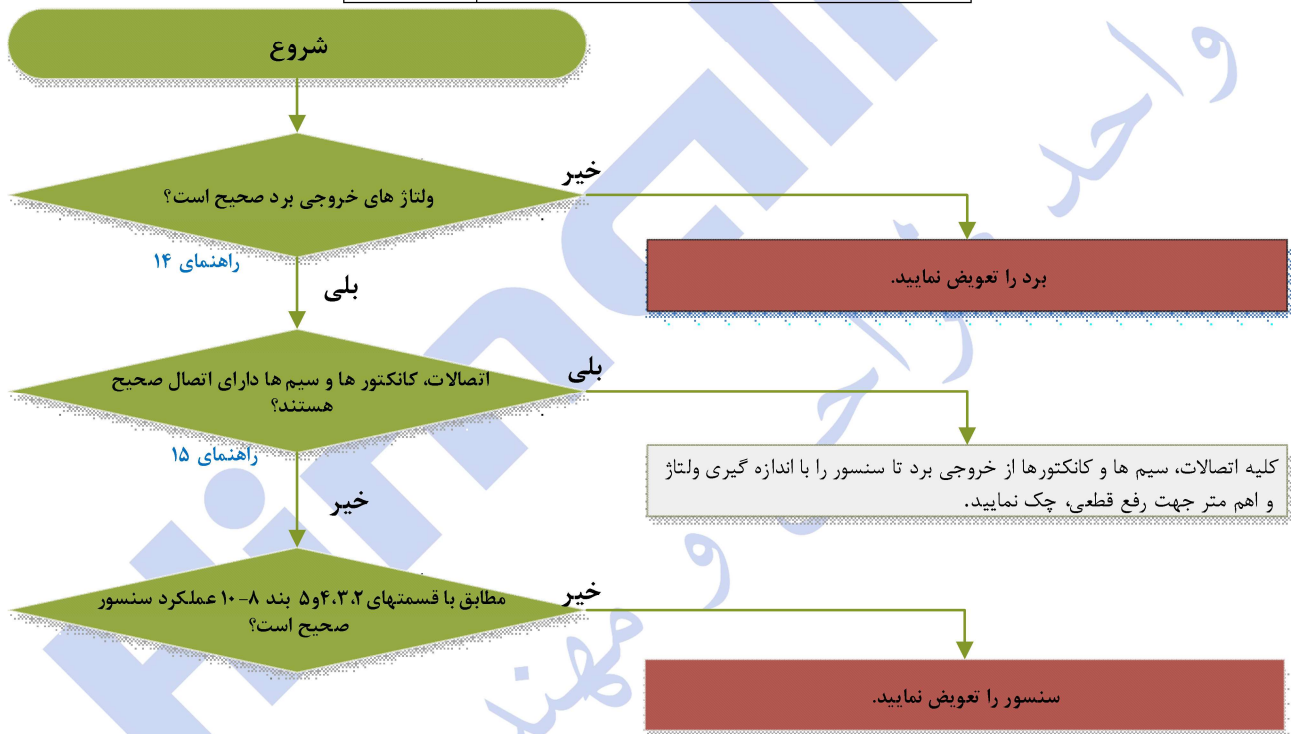 شروع
خیر
ولتاژ های خروجی برد صحیح است؟
راهنمای ۱۴
برد را تعویض نمایید.
بلی
اتصالات، کانکتور ها و سیم ها دارای اتصال صحیح
هستند؟
بلی
راهنمای ۱۵
کلیه اتصالات، سیم ها و کانکتورها از خروجی برد تا سنسور را با اندازه گیری ولتاژ
و اهم متر جهت رفع قطعی، چک نمایید.
خیر
مطابق با قسمتهای ۴،۳،۲و۵ بند ۸-۱۰ عملکرد سنسور
صحیح است؟
خیر
سنسور را تعویض نمایید.